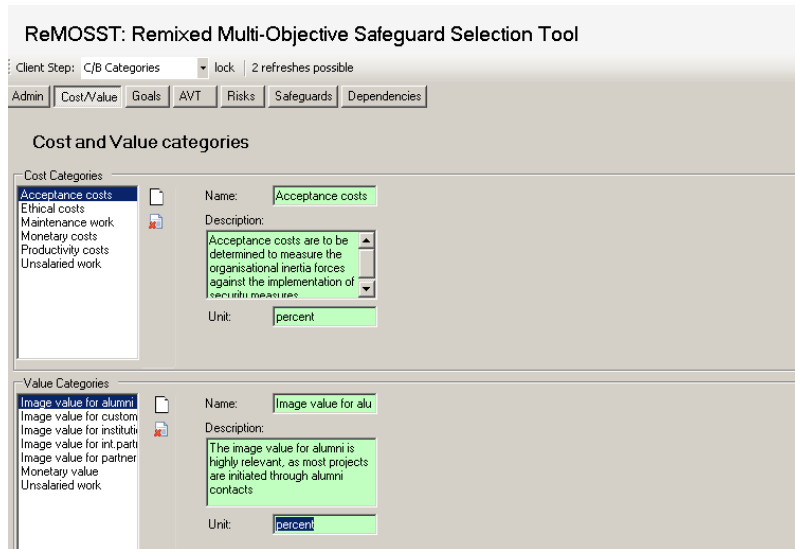 ReMOSST: Remixed Multi-Objective Safeguard Selection Tool
Client Step: C/B Categories lock 2 refreshes possible
Admin Cost/Value Goals AVT Risks Safeguards Dependencies
Cost and Value categories
Cost Categories
Acceptance costs
Ethical costs
Maintenance work
Monetary costs
Productivity costs
Unsalaried work
Name: Acceptance costs
Description:
Acceptance costs are to be
determined to measure the
organisational inertia forces
against the implementation of
security measures
Unit: percent
Value Categories
Image value for alumni
Image value for custom
Image value for institutio
Image value for int.partn
Image value for partner
Monetary value
Unsalaried work
Name: Image value for alu
Description:
The image value for alumni is
highly relevant, as most projects
are initiated through alumni
contacts
Unit: percent